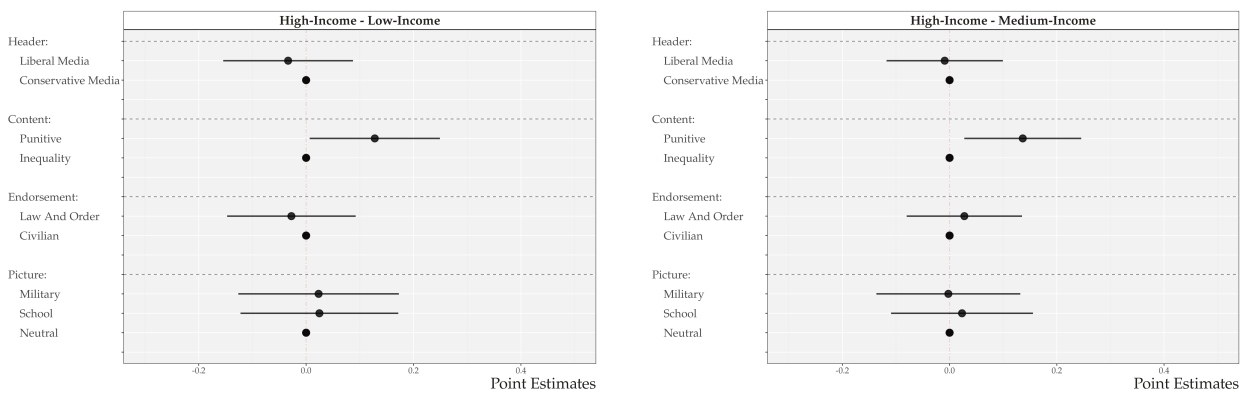 High-Income - Low-Income
Header:
Liberal Media
Conservative Media
Content:
Punitive
Inequality
Endorsement:
Law And Order
Civilian
Picture:
Military
School
Neutral
-0.2 0.0 0.2 0.4
Point Estimates
High-Income - Medium-Income
Header:
Liberal Media
Conservative Media
Content:
Punitive
Inequality
Endorsement:
Law And Order
Civilian
Picture:
Military
School
Neutral
-0.2 0.0 0.2 0.4
Point Estimates